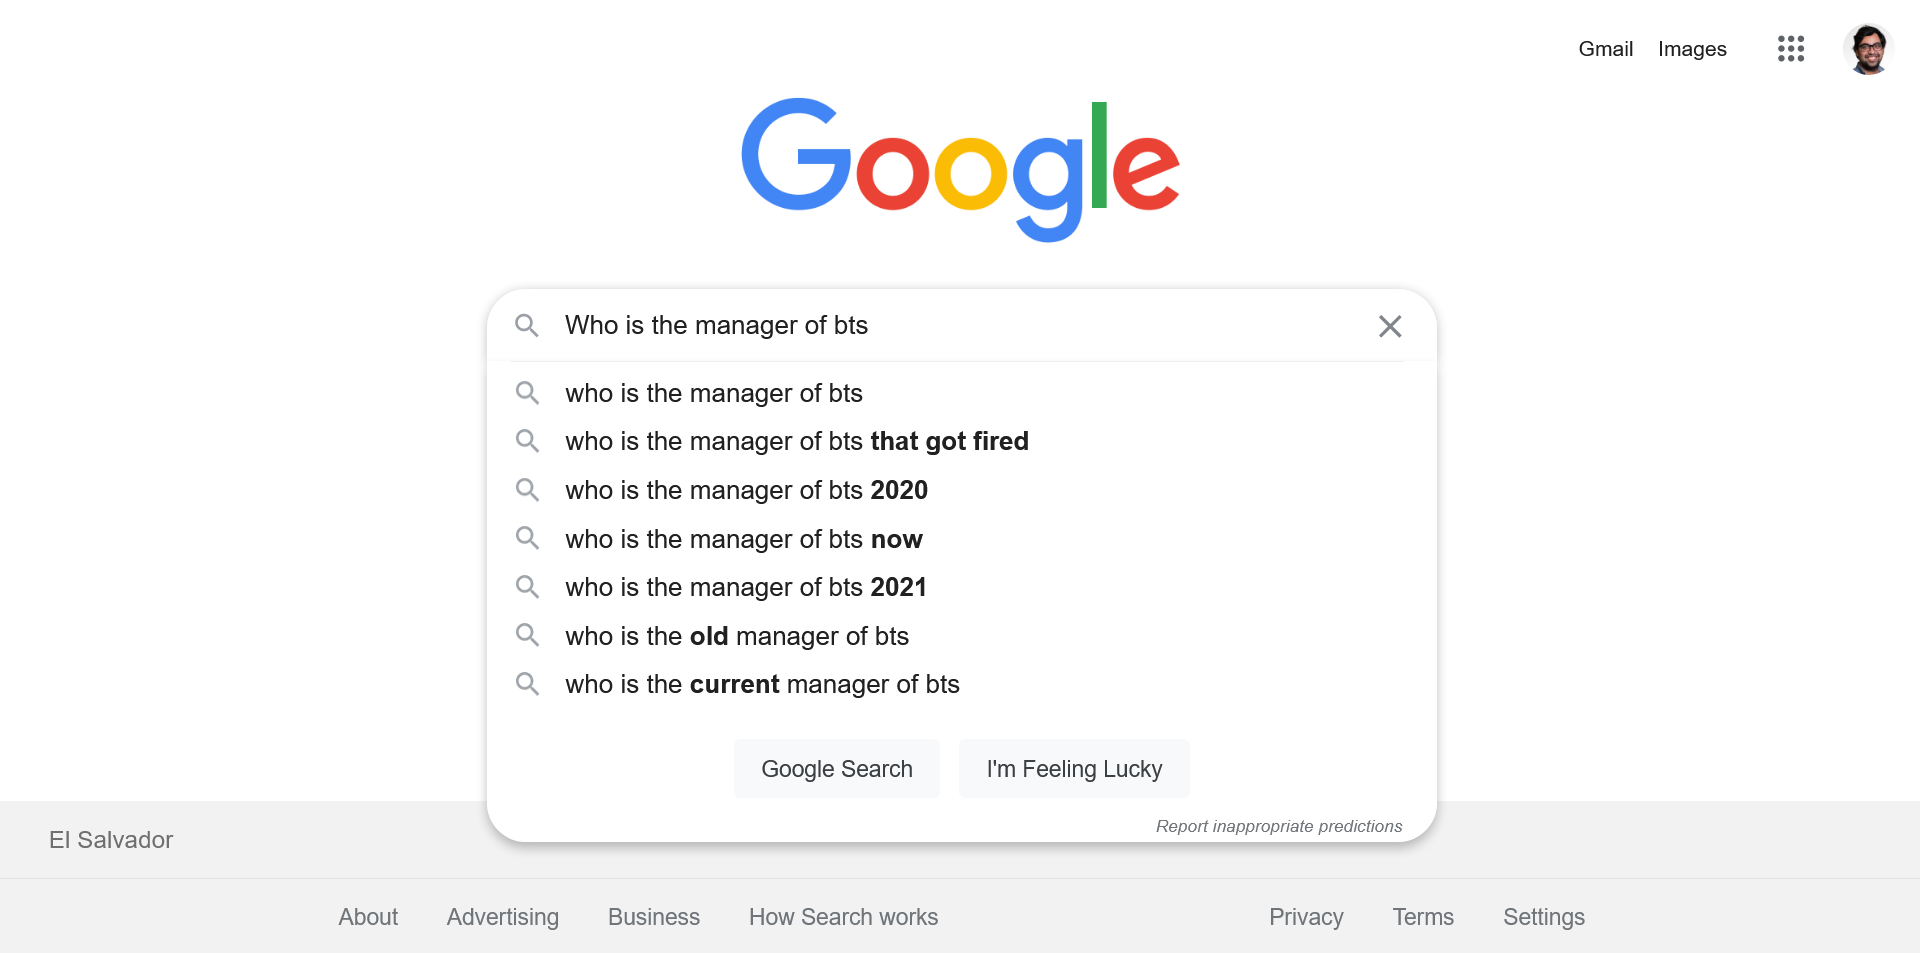 Gmail Images
Google
Who is the manager of bts
who is the manager of bts
who is the manager of bts that got fired
who is the manager of bts 2020
who is the manager of bts now
who is the manager of bts 2021
who is the old manager of bts
who is the current manager of bts
Google Search I'm Feeling Lucky
Report inappropriate predictions
El Salvador
About Advertising Business How Search works Privacy Terms Settings